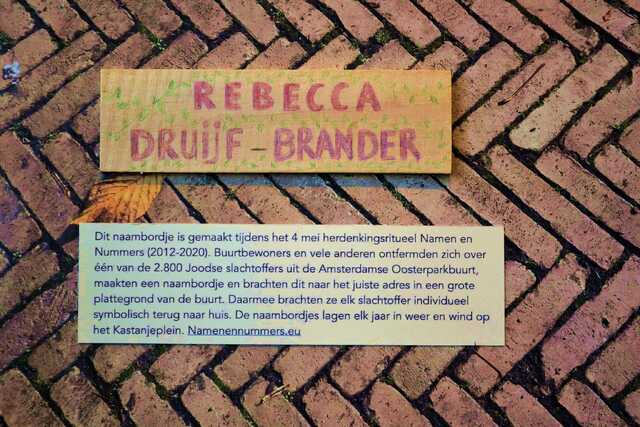 REBECCA
DRUIJF - BRANDER
Dit naambordje is gemaakt tijdens het 4 mei herdenkingsritueel Namen en
Nummers (2012-2020). Buurtbewoners en vele anderen ontfermden zich over
één van de 2.800 Joodse slachtoffers uit de Amsterdamse Oosterparkbuurt,
maakten een naambordje en brachten dit naar het juiste adres in een grote
plattegrond van de buurt. Daarmee brachten ze elk slachtoffer individueel
symbolisch terug naar huis. De naambordjes lagen elk jaar in weer en wind op
het Kastanjeplein. Namenennummers.eu